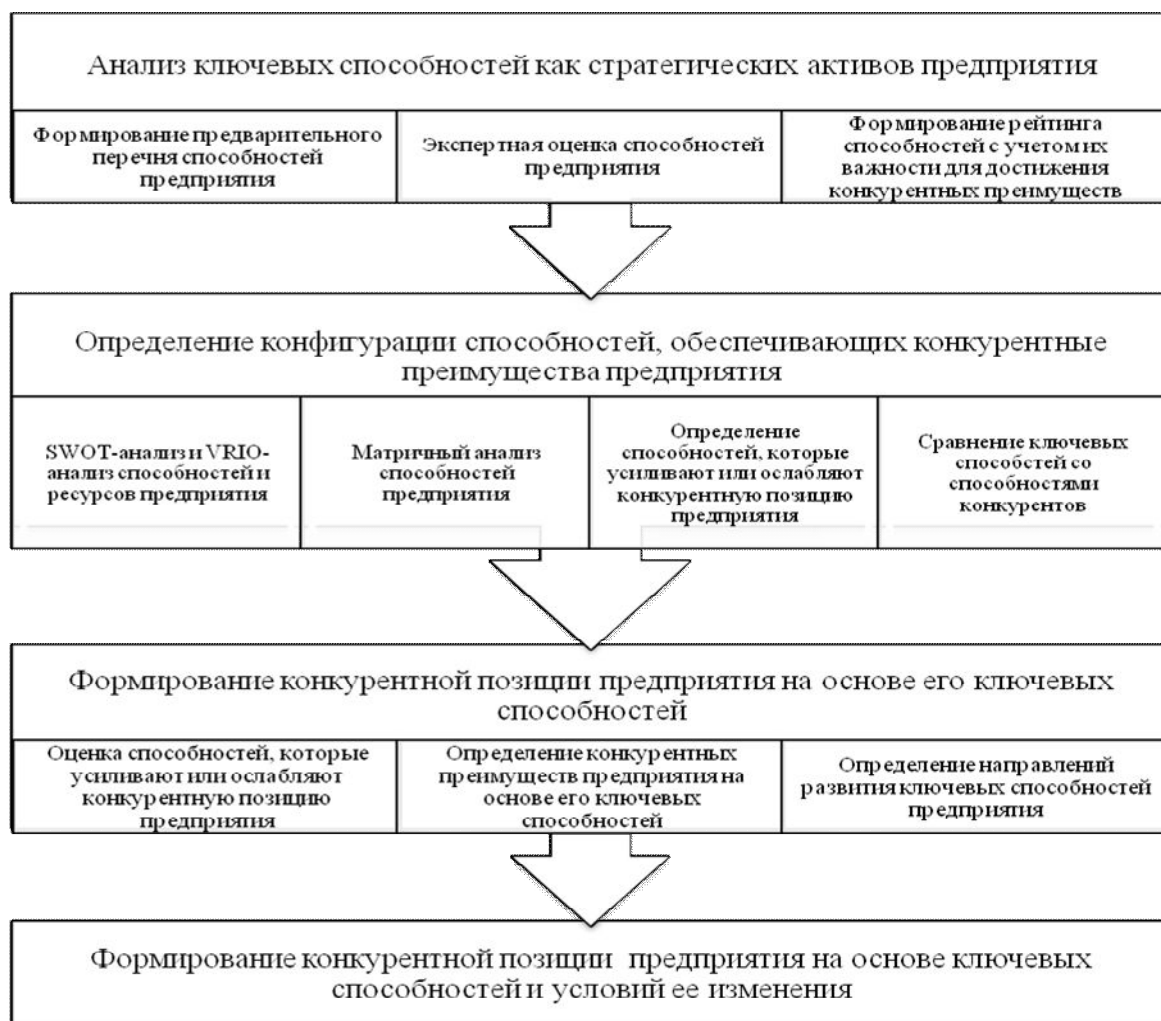 Анализ ключевых способностей как стратегических активов предприятия
Формирование предварительного
перечня способностей
предприятия
Экспертная оценка способностей
предприятия
Формирование рейтинга
способностей с учетом их
важности для достижения
конкурентных преимуществ
Определение конфигурации способностей, обеспечивающих конкурентные
преимущества предприятия
SWOT-анализ и VRIO-
анализ способностей и
ресурсов предприятия
Матричный анализ
способностей
предприятия
Определение
способностей, которые
усиливают или ослабляют
конкурентную позицию
предприятия
Сравнение ключевых
способстей со
способностями
конкурентов
Формирование конкурентной позиции предприятия на основе его ключевых
способностей
Оценка способностей, которые
усиливают или ослабляют
конкурентную позицию
предприятия
Определение конкурентных
преимуществ предприятия на
основе его ключевых
способностей
Определение направлений
развития ключевых способностей
предприятия
Формирование конкурентной позиции предприятия на основе ключевых
способностей и условий ее изменения